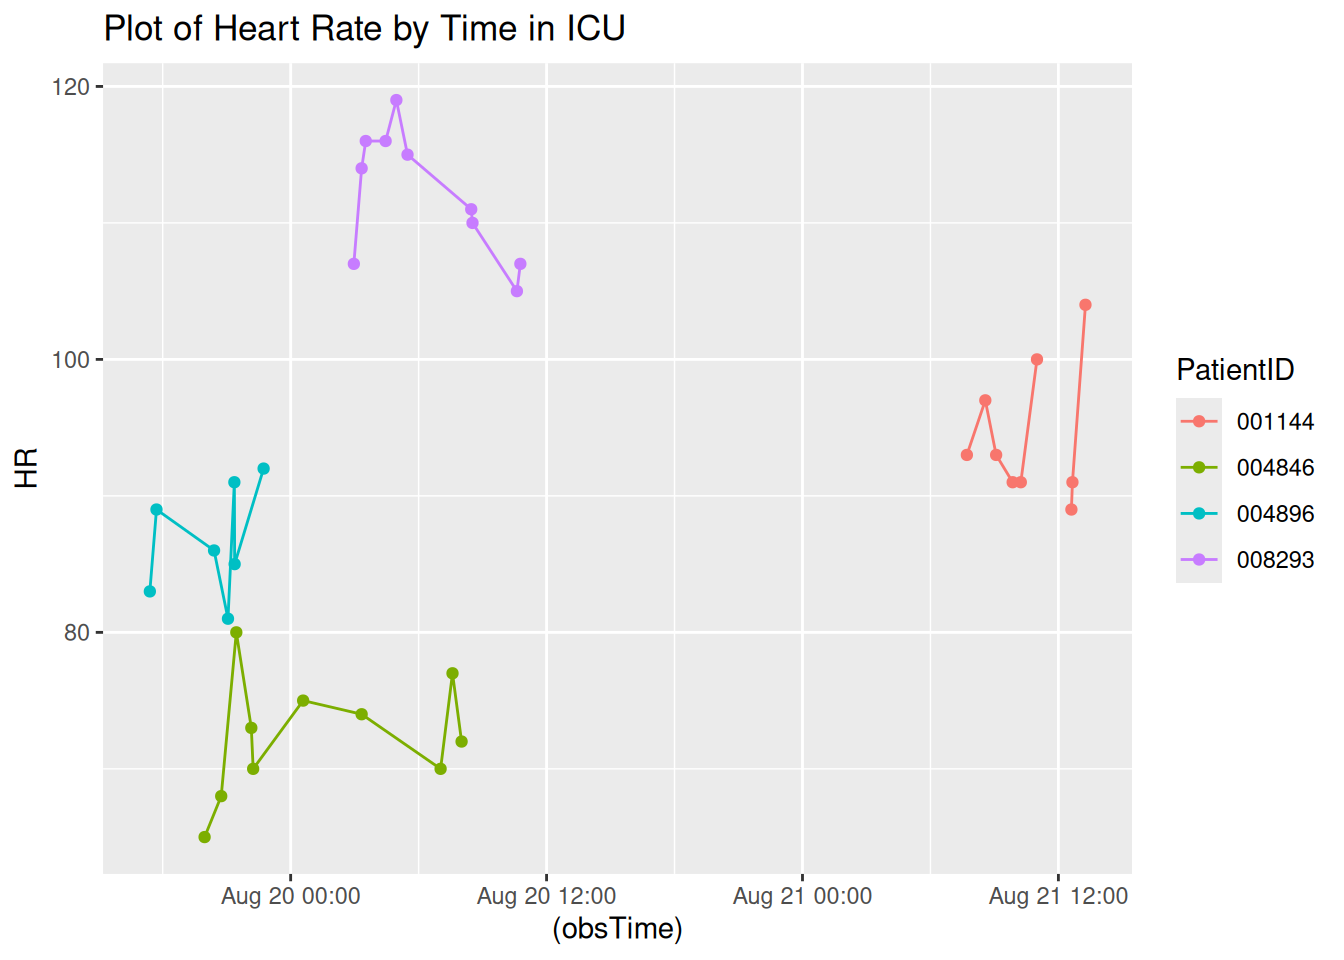 Plot of Heart Rate by Time in ICU
120
100
80
HR
Aug 20 00:00 Aug 20 12:00 Aug 21 00:00 Aug 21 12:00
(obsTime)
PatientID
001144
004846
004896
008293